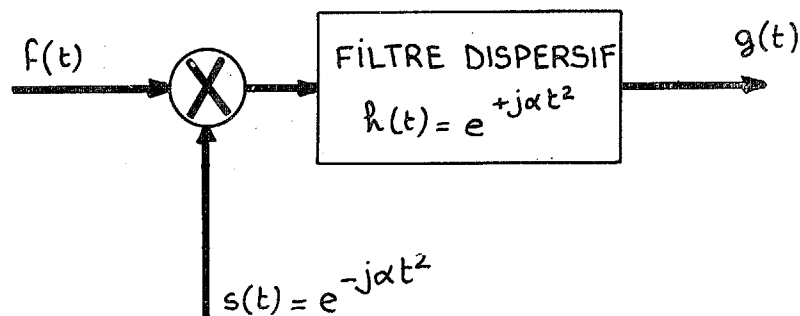 f(t)
g(t)
FILTRE DISPERSIF
h(t) = e^{+jαt²}
s(t) = e^{-jαt²}